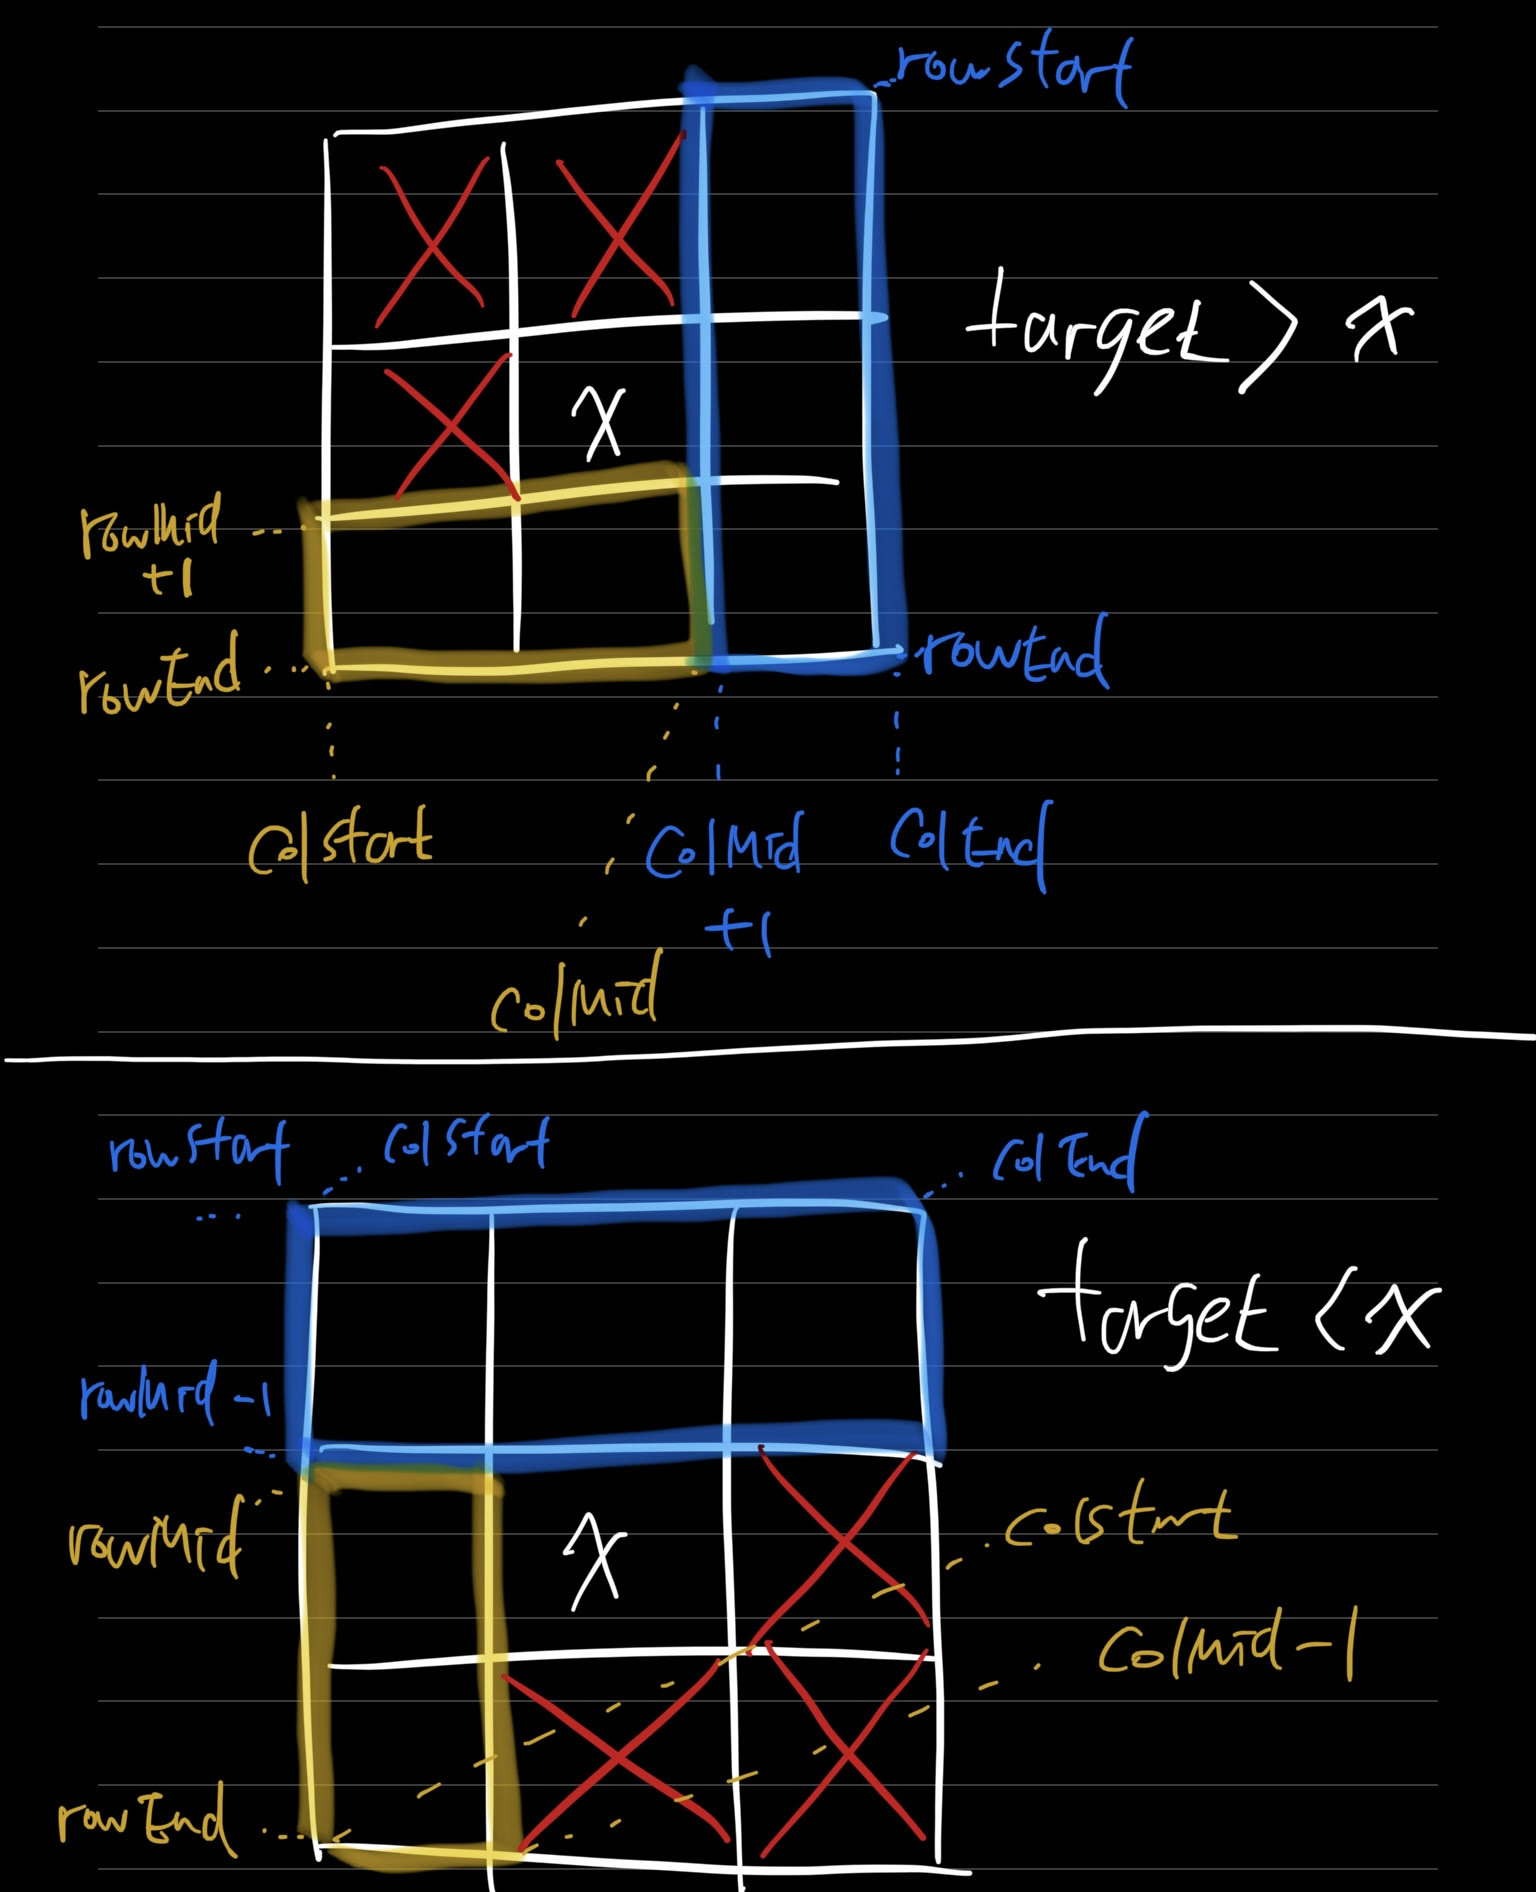 rowstart
target > x
x
rowMid
+1
rowEnd
rowEnd
Colstart
ColMid
+1
ColEnd
ColMid
rowstart
Colstart
ColEnd
target < x
rowMid -1
rowMid
x
Colstart
ColMid-1
rowEnd